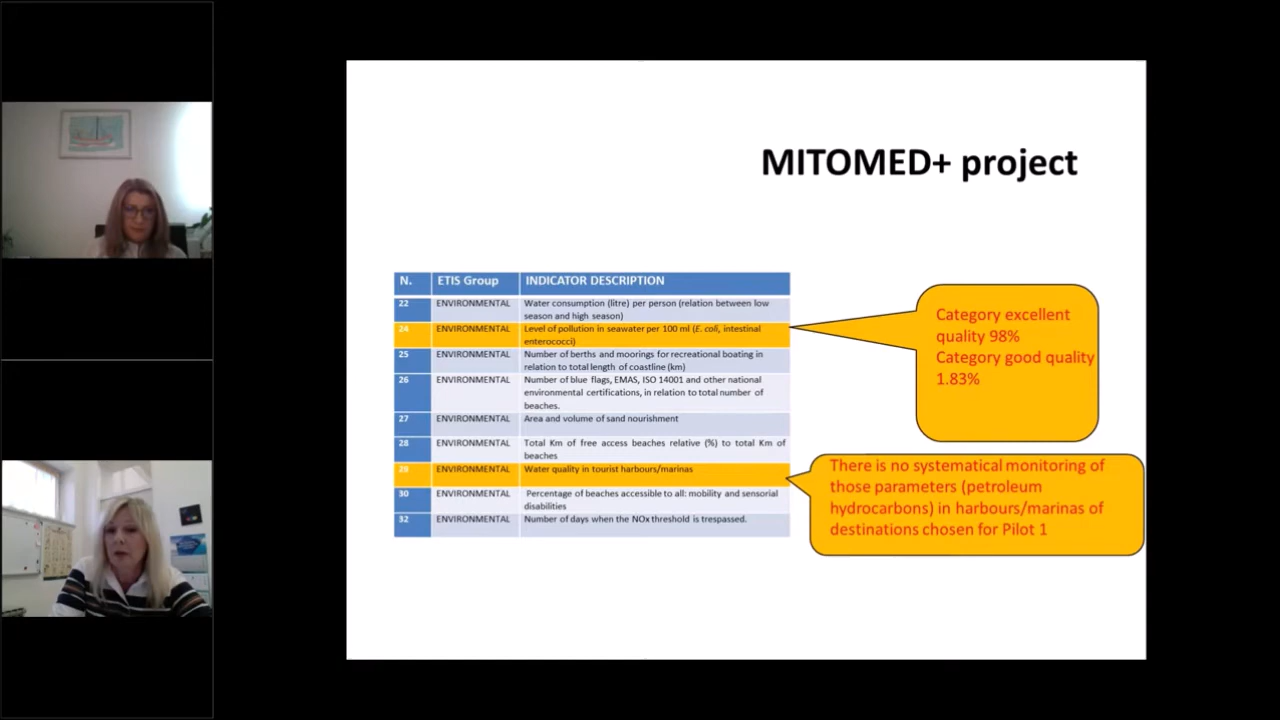 MITOMED+ project
N. ETIS Group INDICATOR DESCRIPTION
22 ENVIRONMENTAL Water consumption (litre) per person (relation between low
season and high season)
24 ENVIRONMENTAL Level of pollution in seawater per 100 ml (E. coli, intestinal
enterococci)
25 ENVIRONMENTAL Number of berths and moorings for recreational boating in
relation to total length of coastline (km)
26 ENVIRONMENTAL Number of blue flags, EMAS, ISO 14001 and other national
environmental certifications, in relation to total number of
beaches.
27 ENVIRONMENTAL Area and volume of sand nourishment
28 ENVIRONMENTAL Total Km of free access beaches relative (%) to total Km of
beaches
29 ENVIRONMENTAL Water quality in tourist harbours/marinas
30 ENVIRONMENTAL Percentage of beaches accessible to all: mobility and sensorial
disabilities
32 ENVIRONMENTAL Number of days when the NOx threshold is trespassed.
Category excellent
quality 98%
Category good quality
1.83%
There is no systematical monitoring of
those parameters (petroleum
hydrocarbons) in harbours/marinas of
destinations chosen for Pilot 1